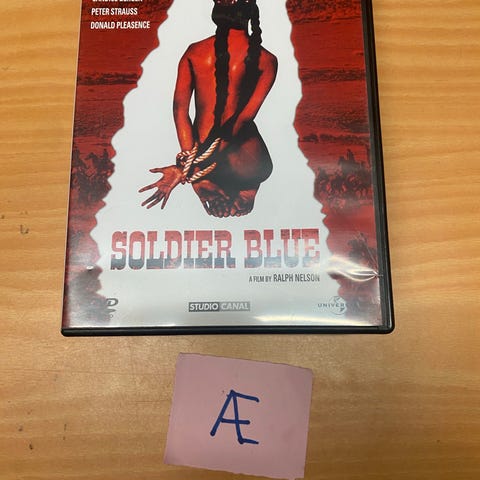 PETER STRAUSS
DONALD PLEASENCE
SOLDIER BLUE
A FILM BY RALPH NELSON
STUDIO CANAL
Æ